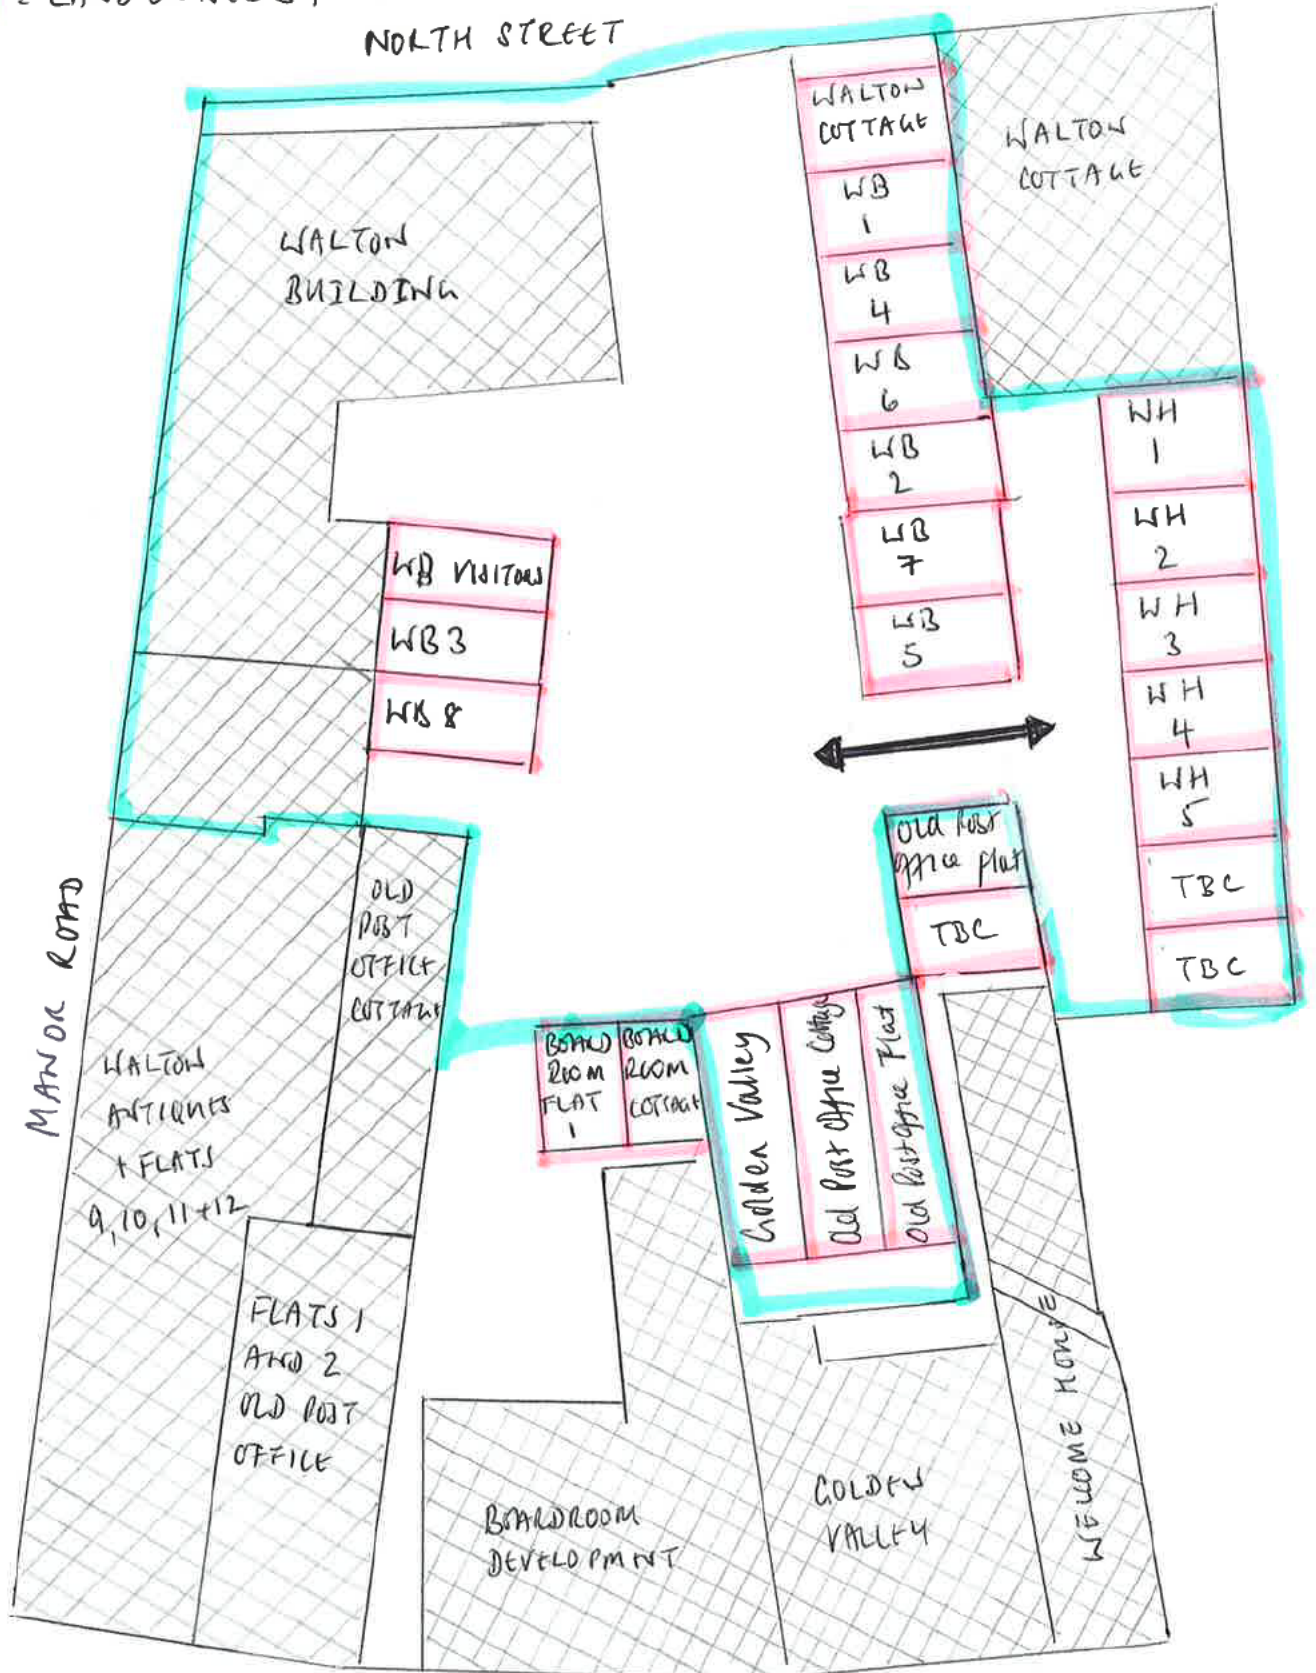 NORTH STREET
WALTON
COTTAGE
WB
1
WB
4
WB
6
WB
2
WB
7
WB
5
WALTON
COTTAGE
WALTON
BUILDING
WH
1
WH
2
WH
3
WH
4
WH
5
TBC
TBC
WB VISITORS
WB3
WB 8
Old Post
Office Flat
TBC
MANOR ROAD
OLD
POST
OFFICE
COTTAGE
WALTON
ANTIQUES
+ FLATS
9, 10, 11+12
BOARD
ROOM
FLAT
1
BOARD
ROOM
COTTAGE
Golden Valley
Old Post Office Cottage
Old Post Office Flat
FLATS 1
AND 2
OLD POST
OFFICE
BOARDROOM
DEVELOPMENT
GOLDEN
VALLEY
WELCOME HOUSE